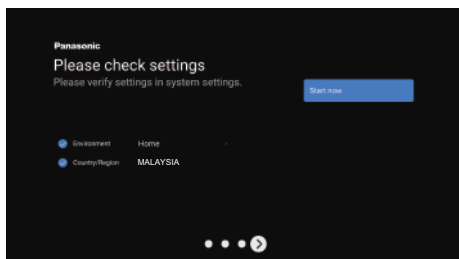 Panasonic
Please check settings
Please verify settings in system settings.
Start now
Environment Home
Country/Region MALAYSIA